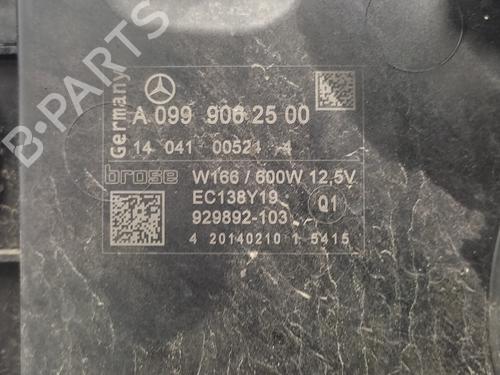 B-PARTS
Germany
A 099 906 25 00
14 041 00521 4
brose
W166 / 600W 12,5V
EC138Y19
Q1
929892-103
4 20140210 1 5415